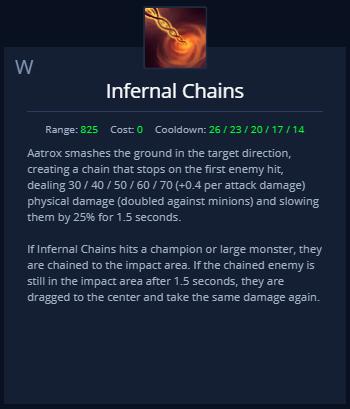 W
Infernal Chains
Range: 825 Cost: 0 Cooldown: 26 / 23 / 20 / 17 / 14
Aatrox smashes the ground in the target direction,
creating a chain that stops on the first enemy hit,
dealing 30 / 40 / 50 / 60 / 70 (+0.4 per attack damage)
physical damage (doubled against minions) and slowing
them by 25% for 1.5 seconds.
If Infernal Chains hits a champion or large monster, they
are chained to the impact area. If the chained enemy is
still in the impact area after 1.5 seconds, they are
dragged to the center and take the same damage again.